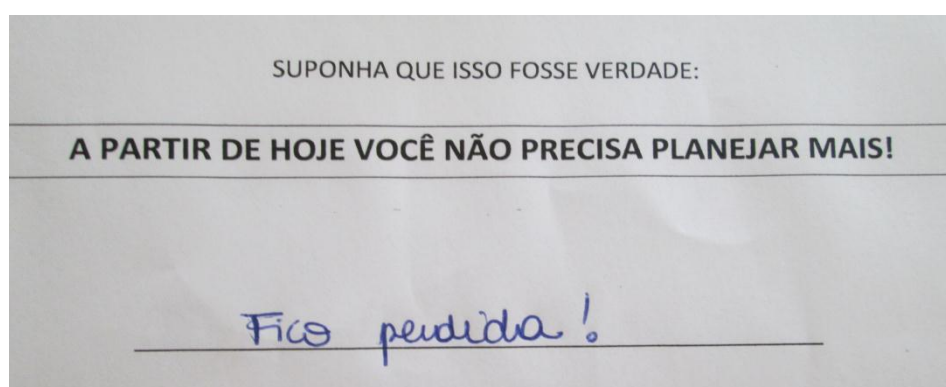 SUPONHA QUE ISSO FOSSE VERDADE:
A PARTIR DE HOJE VOCÊ NÃO PRECISA PLANEJAR MAIS!
Fico perdida!